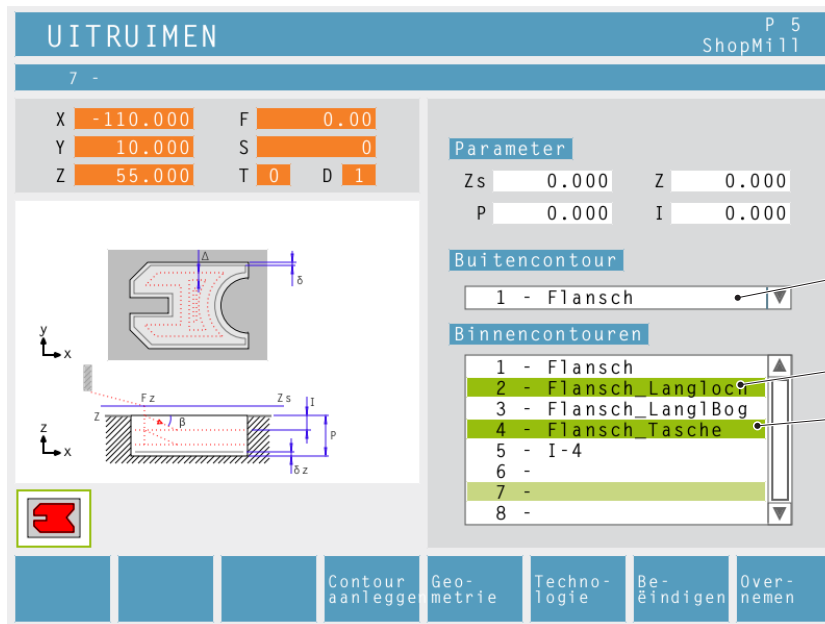 UITRUIMEN
P 5
ShopMill
7 -
X -110.000 F 0.00
Y 10.000 S 0
Z 55.000 T 0 D 1
Parameter
Zs 0.000 Z 0.000
P 0.000 I 0.000
Buitencontour
1 - Flansch
Binnencontouren
1 - Flansch
2 - Flansch_Langloch
3 - Flansch_LanglBog
4 - Flansch_Tasche
5 - I-4
6 -
7 -
8 -
Δ
δ
y
x
Fz Zs I
Z β P
z
x
δz
Contour
aanleggen
Geo-
metrie
Techno-
logie
Be-
ëindigen
Over-
nemen